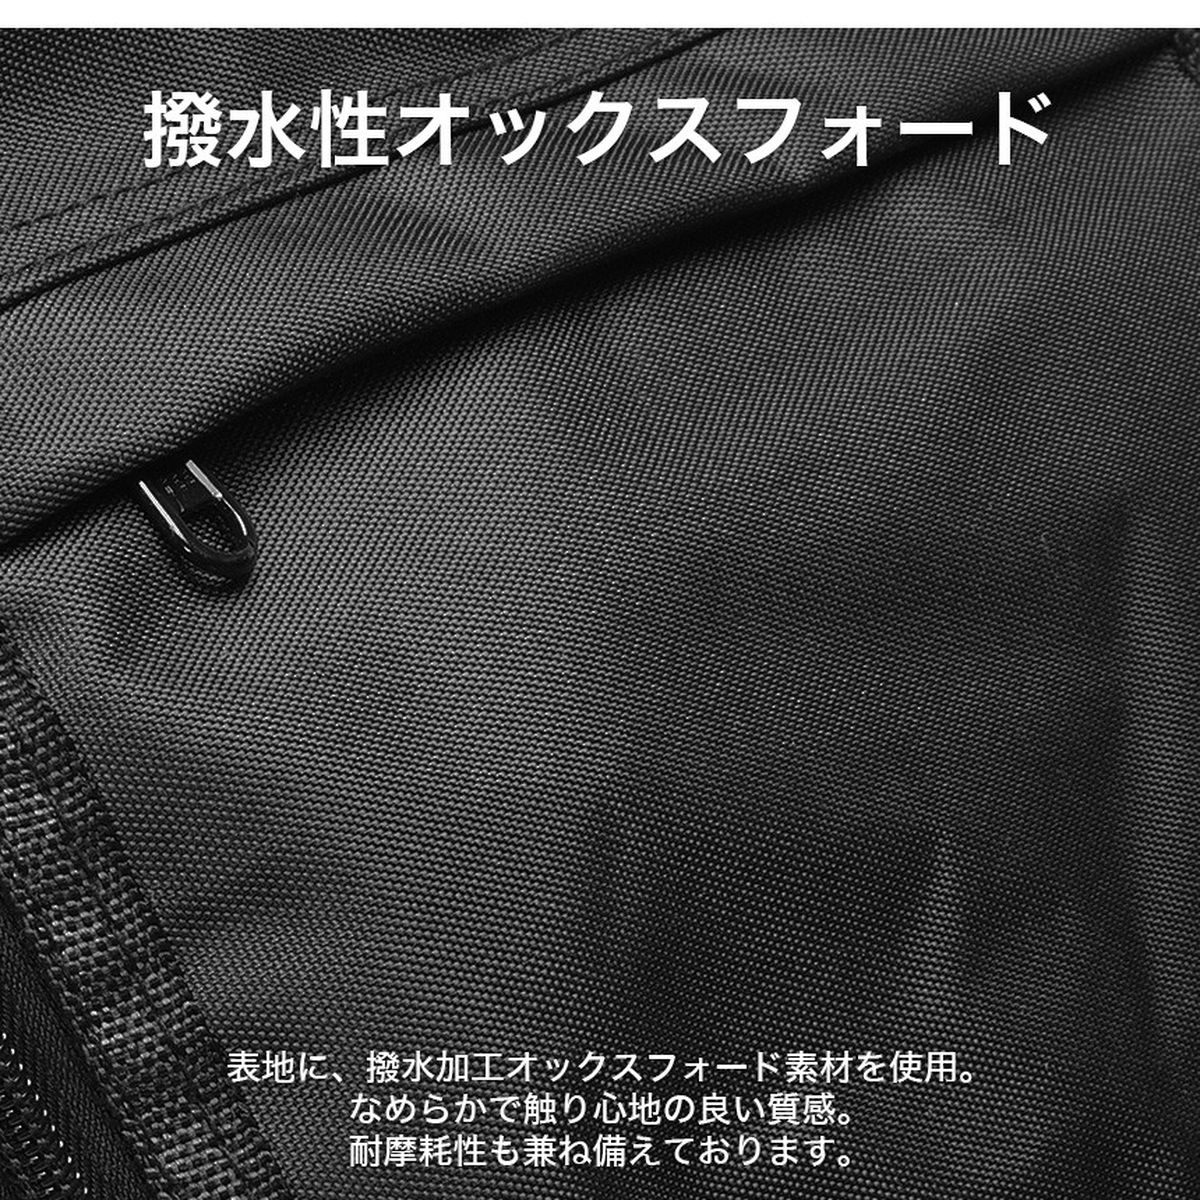 撥水性オックスフォード
表地に、撥水加工オックスフォード素材を使用。
なめらかで触り心地の良い質感。
耐摩耗性も兼ね備えております。